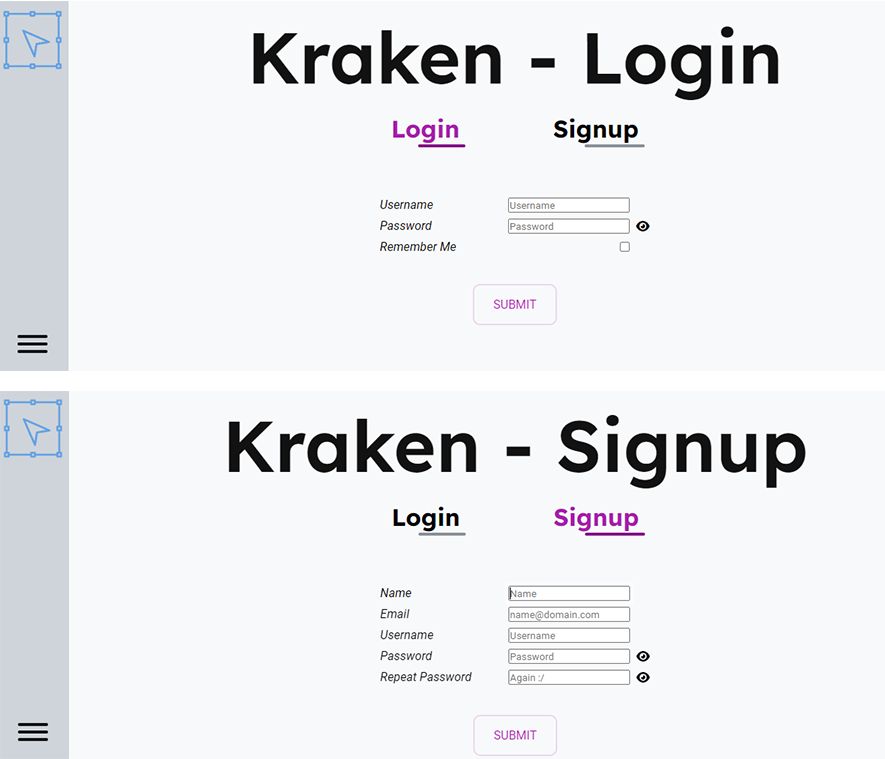 Kraken - Login
Login Signup
Username Username
Password Password
Remember Me
SUBMIT
Kraken - Signup
Login Signup
Name Name
Email name@domain.com
Username Username
Password Password
Repeat Password Again :/
SUBMIT